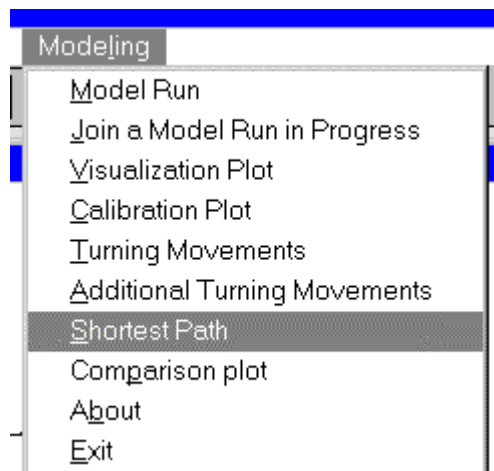 Modeling
Model Run
Join a Model Run in Progress
Visualization Plot
Calibration Plot
Turning Movements
Additional Turning Movements
Shortest Path
Comparison plot
About
Exit